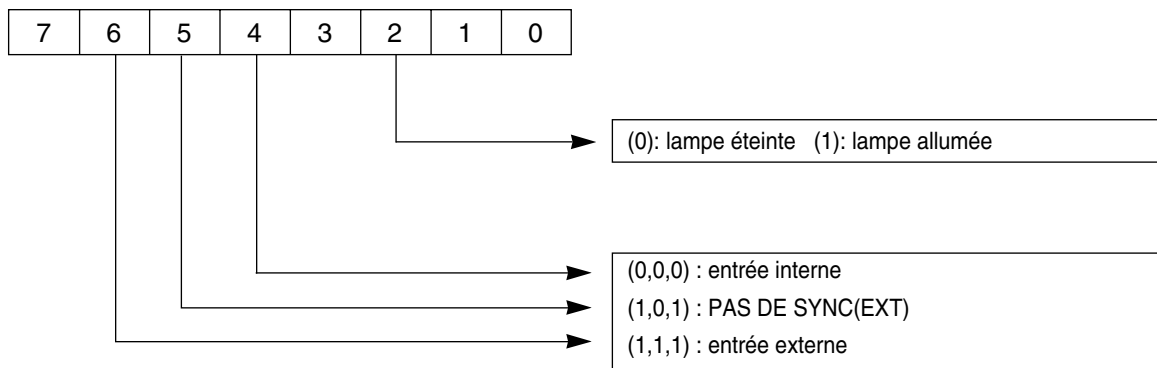 7 6 5 4 3 2 1 0
(0): lampe éteinte (1): lampe allumée
(0,0,0) : entrée interne
(1,0,1) : PAS DE SYNC(EXT)
(1,1,1) : entrée externe